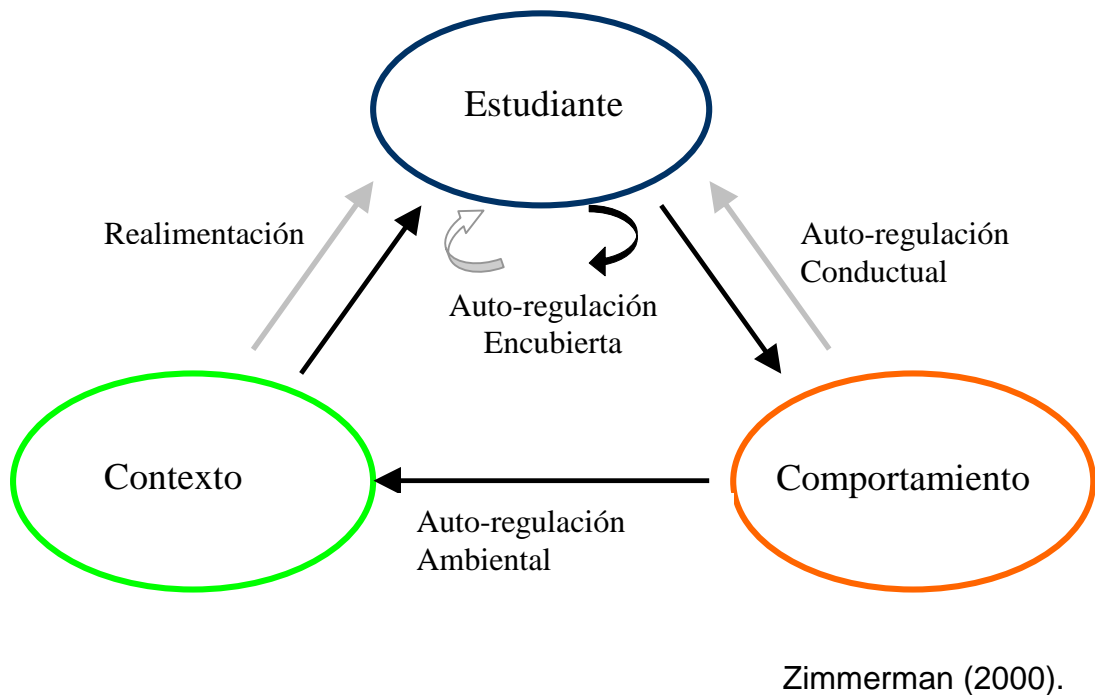 Estudiante
Realimentación
Auto-regulación
Conductual
Auto-regulación
Encubierta
Contexto
Comportamiento
Auto-regulación
Ambiental
Zimmerman (2000).